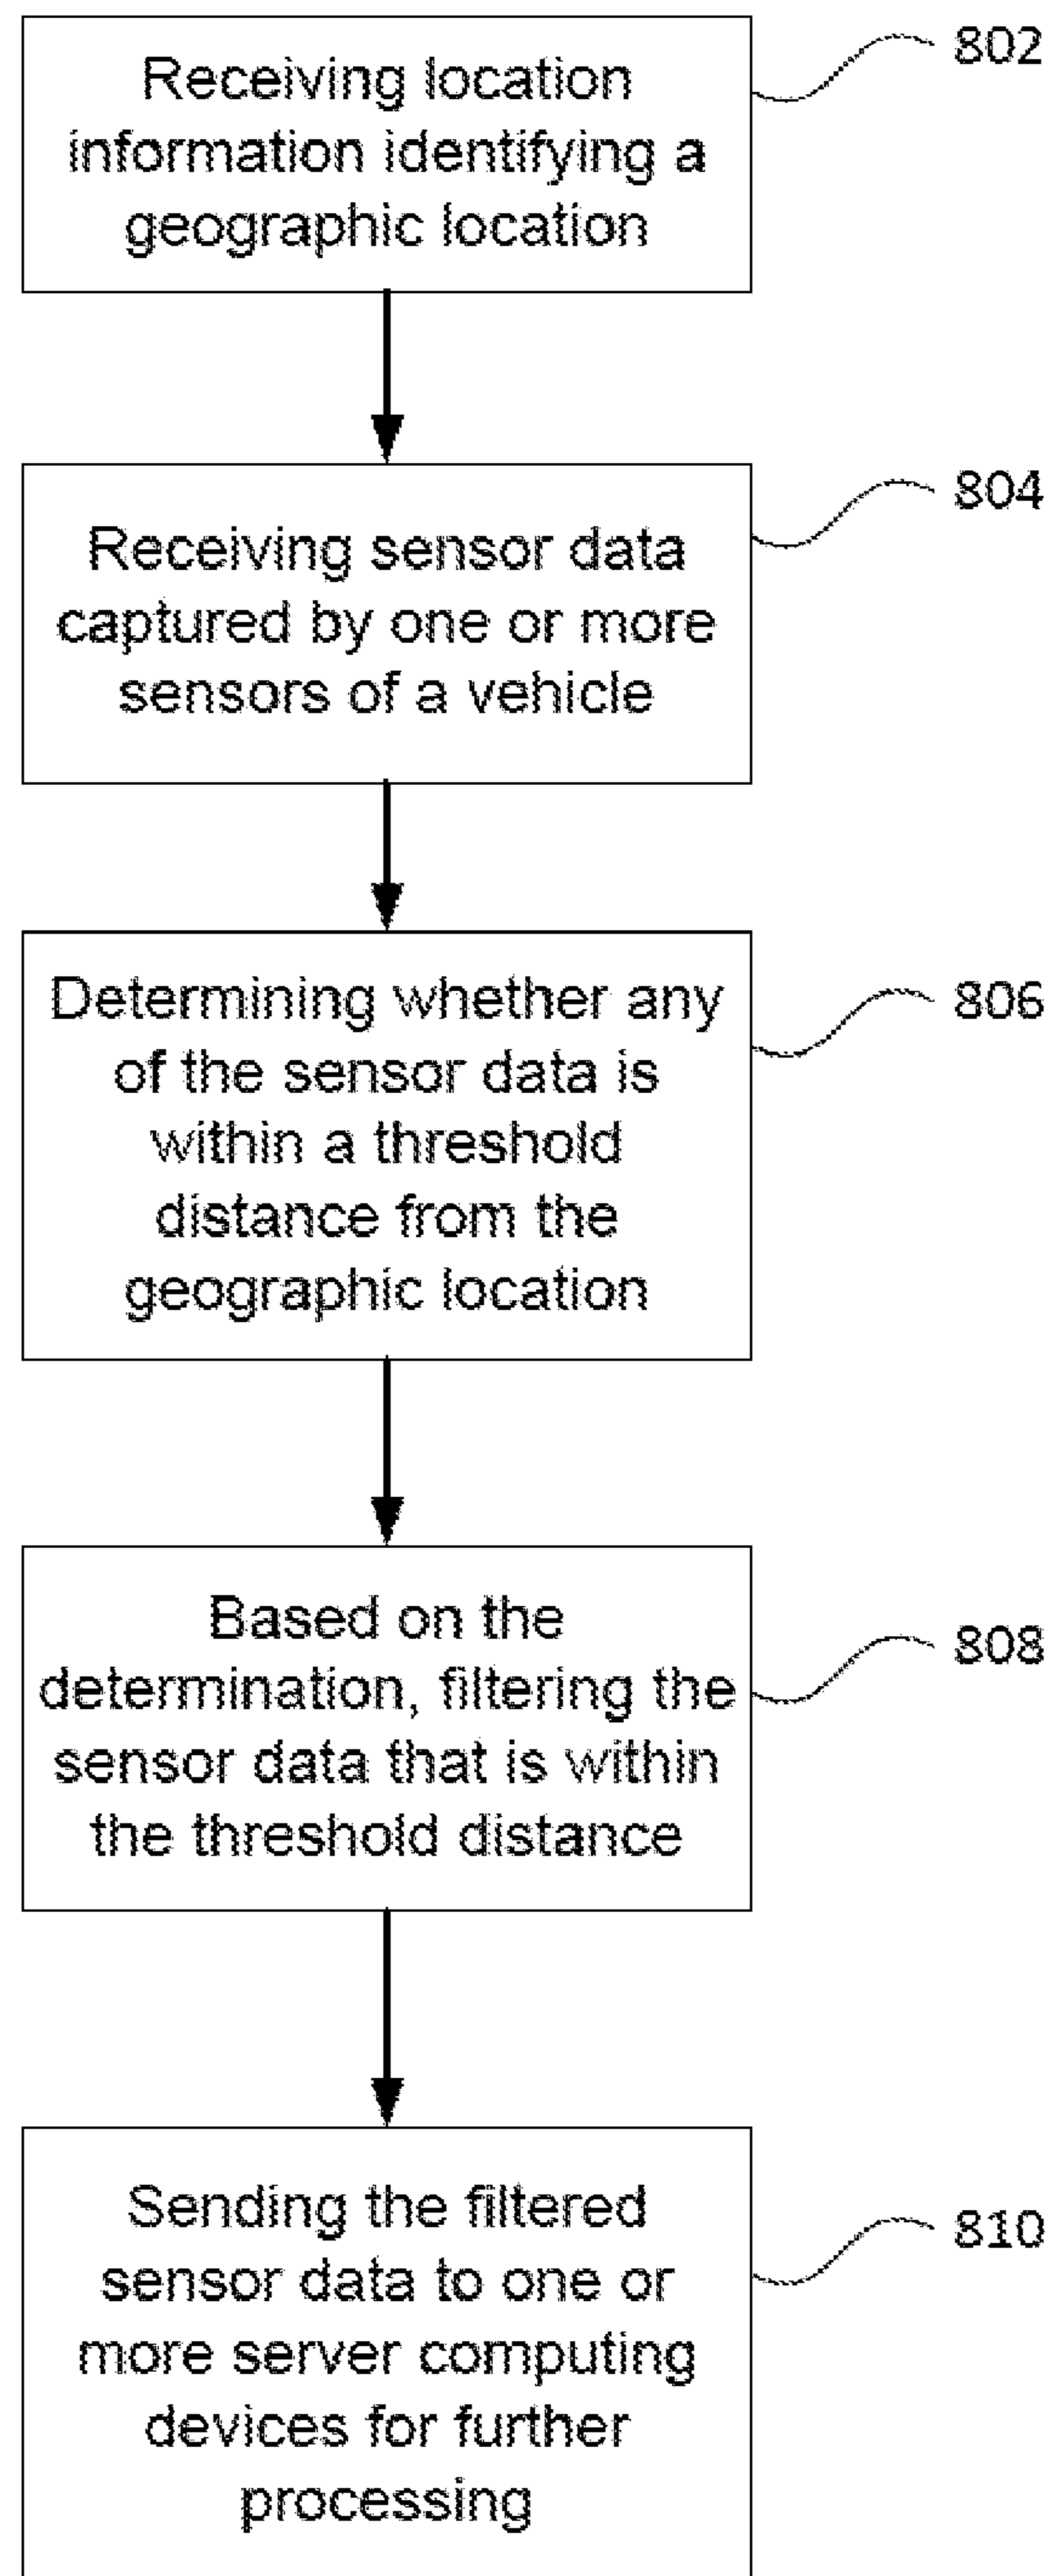 Receiving location
information identifying a
geographic location
802
Receiving sensor data
captured by one or more
sensors of a vehicle
804
Determining whether any
of the sensor data is
within a threshold
distance from the
geographic location
806
Based on the
determination, filtering the
sensor data that is within
the threshold distance
808
Sending the filtered
sensor data to one or
more server computing
devices for further
processing
810